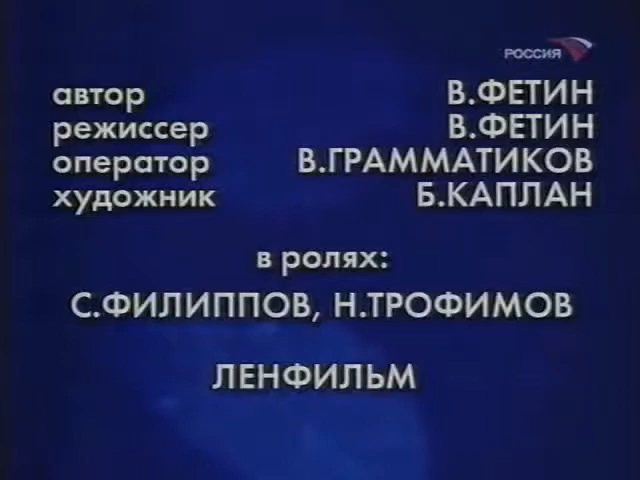 РОССИЯ
автор В.ФЕТИН
режиссер В.ФЕТИН
оператор В.ГРАММАТИКОВ
художник Б.КАПЛАН
в ролях:
С.ФИЛИППОВ, Н.ТРОФИМОВ
ЛЕНФИЛЬМ